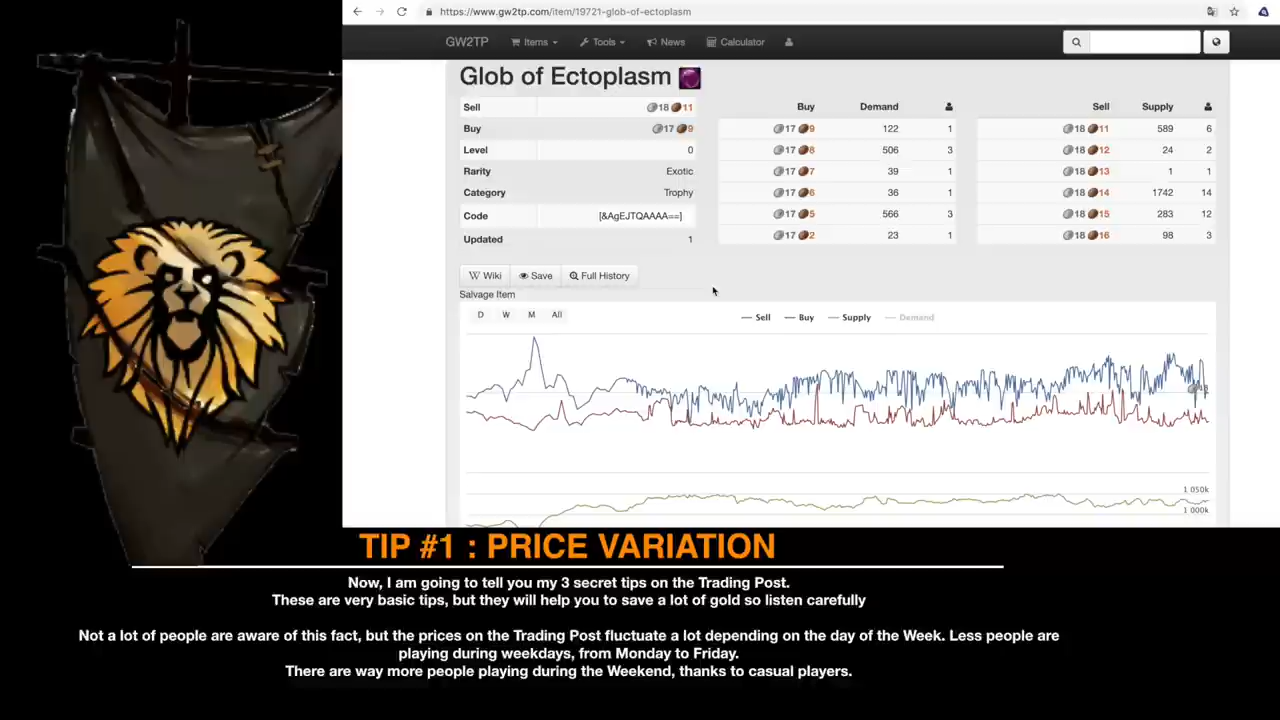 https://www.gw2tp.com/item/19721-glob-of-ectoplasm
GW2TP Items Tools News Calculator
Glob of Ectoplasm
Sell 18 11
Buy 17 9
Level 0
Rarity Exotic
Category Trophy
Code [&AgEJTQAAAA==]
Updated 1
Buy Demand
17 9 122 1
17 8 506 3
17 7 39 1
17 6 36 1
17 5 566 3
17 2 23 1
Sell Supply
18 11 589 6
18 12 24 2
18 13 1 1
18 14 1742 14
18 15 283 12
18 16 98 3
Wiki Save Full History
Salvage Item
D W M All
Sell Buy Supply Demand
1 050k
1 000k
TIP #1 : PRICE VARIATION
Now, I am going to tell you my 3 secret tips on the Trading Post.
These are very basic tips, but they will help you to save a lot of gold so listen carefully
Not a lot of people are aware of this fact, but the prices on the Trading Post fluctuate a lot depending on the day of the Week. Less people are
playing during weekdays, from Monday to Friday.
There are way more people playing during the Weekend, thanks to casual players.